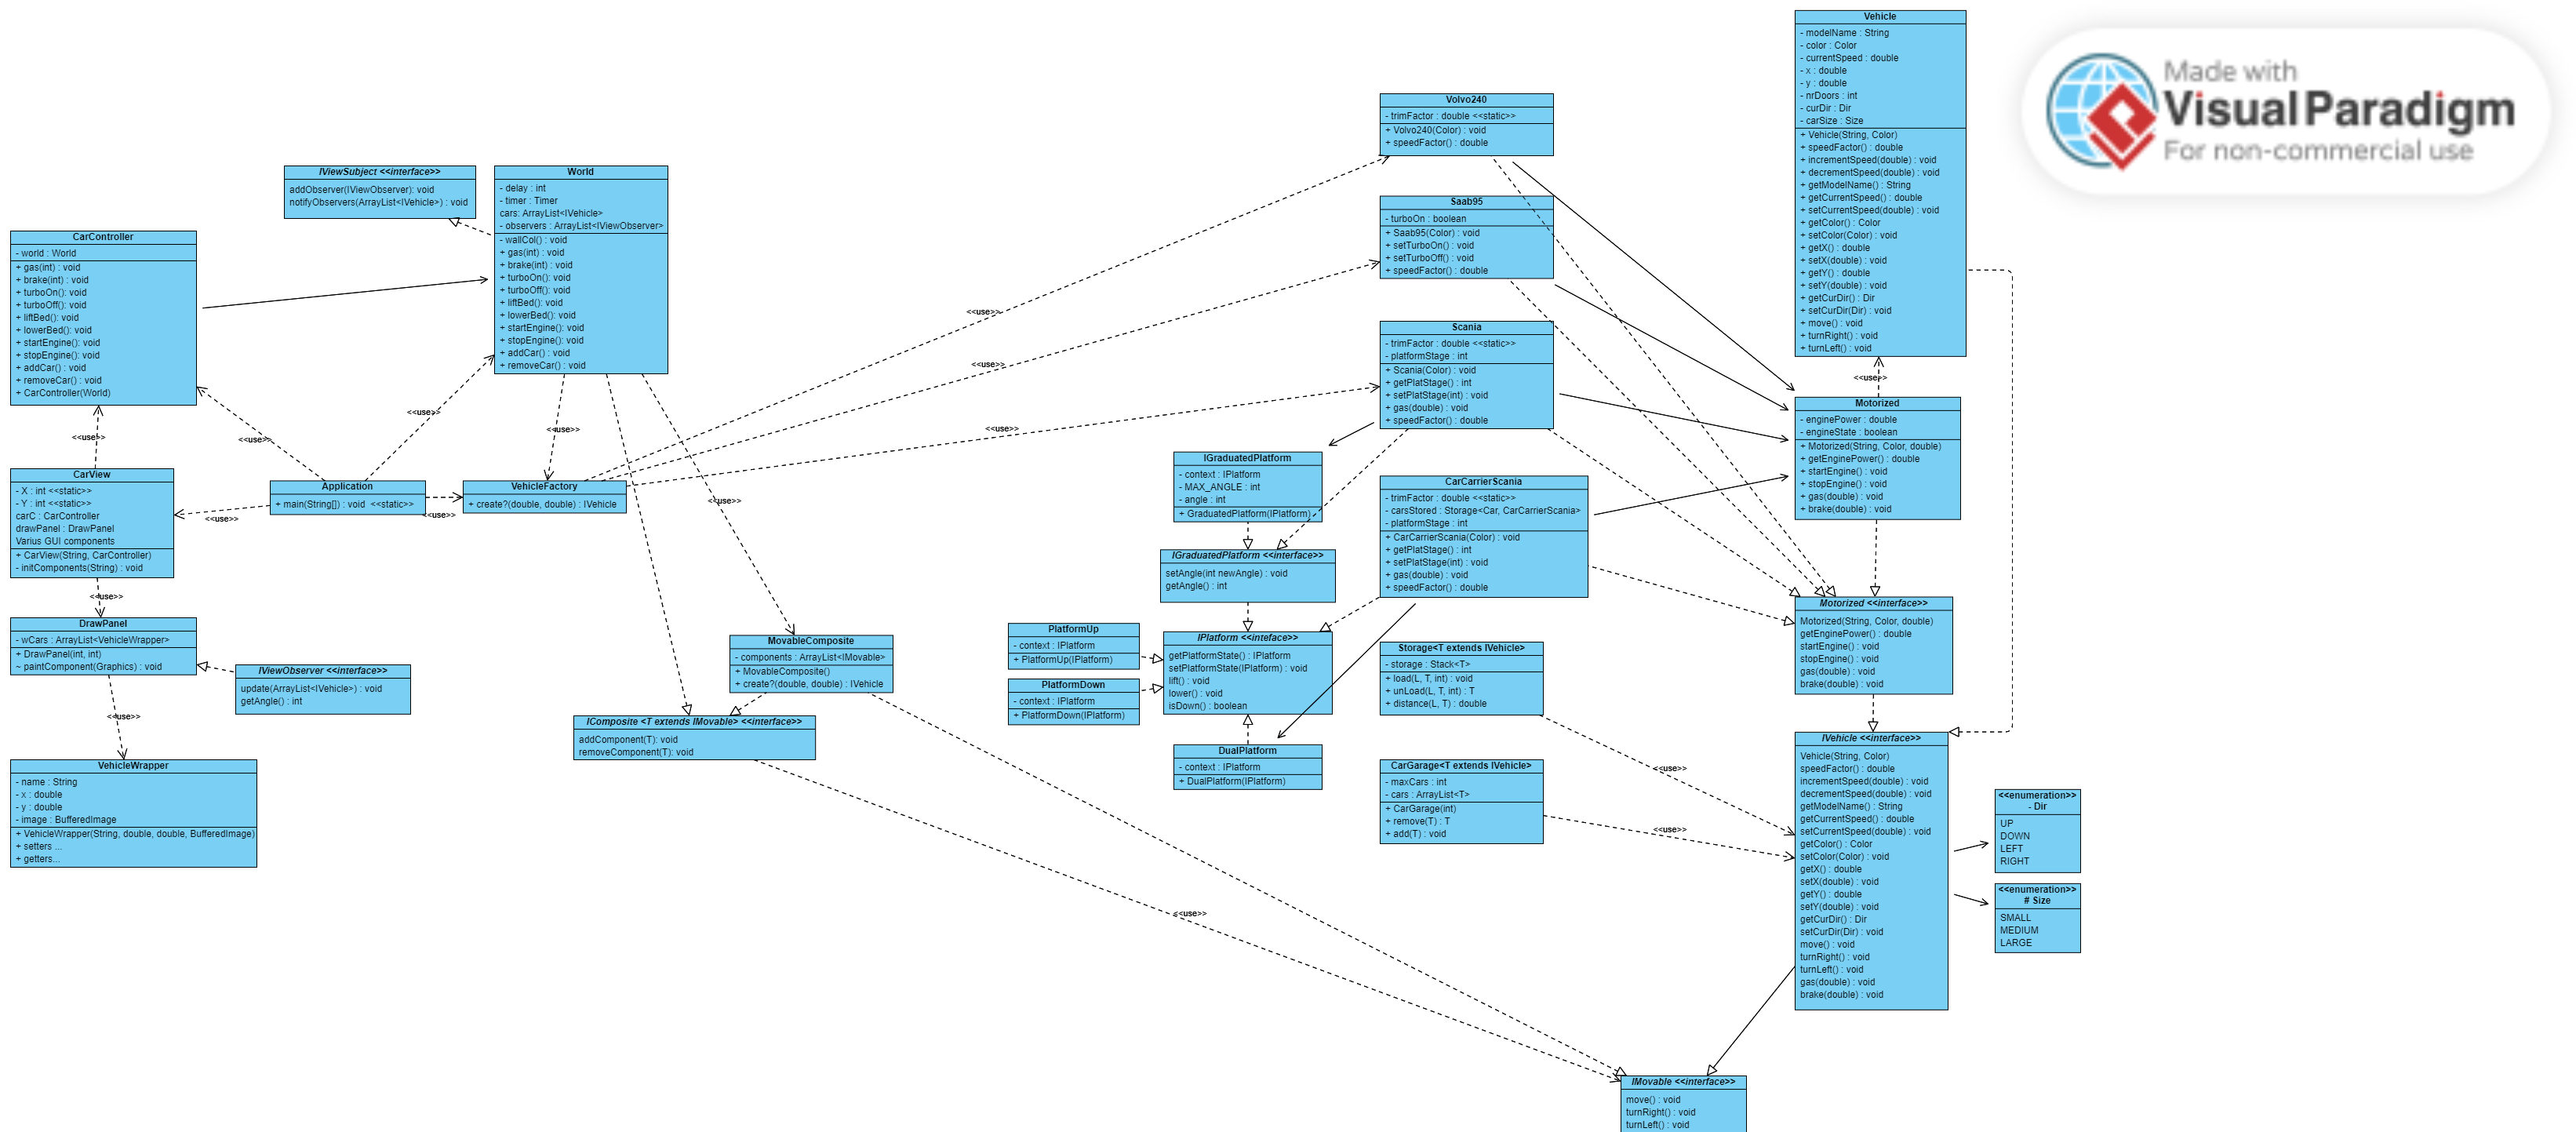 Vehicle
- modelName : String
- color : Color
- currentSpeed : double
- x : double
- y : double
- nrDoors : int
- curDir : Dir
- carSize : Size
+ Vehicle(String, Color)
+ speedFactor() : double
+ incrementSpeed(double) : void
+ decrementSpeed(double) : void
+ getModelName() : String
+ getCurrentSpeed() : double
+ setCurrentSpeed(double) : void
+ getColor() : Color
+ setColor(Color) : void
+ getX() : double
+ setX(double) : void
+ getY() : double
+ setY(double) : void
+ getCurDir() : Dir
+ setCurDir(Dir) : void
+ move() : void
+ turnRight() : void
+ turnLeft() : void
Made with
Visual Paradigm
For non-commercial use
Volvo240
- trimFactor : double <<static>>
+ Volvo240(Color) : void
+ speedFactor() : double
IViewSubject <<interface>>
addObserver(IViewObserver): void
notifyObservers(ArrayList<IVehicle>) : void
World
- delay : int
- timer : Timer
cars: ArrayList<IVehicle>
- observers : ArrayList<IViewObserver>
- wallCol() : void
+ gas(int) : void
+ brake(int) : void
+ turboOn(): void
+ turboOff(): void
+ liftBed(): void
+ lowerBed() : void
+ startEngine(): void
+ stopEngine(): void
+ addCar() : void
+ removeCar() : void
Saab95
- turboOn : boolean
+ Saab95(Color) : void
+ setTurboOn() : void
+ setTurboOff() : void
+ speedFactor() : double
CarController
- world : World
+ gas(int) : void
+ brake(int) : void
+ turboOn(): void
+ turboOff(): void
+ liftBed(): void
+ lowerBed() : void
+ startEngine(): void
+ stopEngine(): void
+ addCar() : void
+ removeCar() : void
+ CarController(World)
<<use>>
<<use>>
<<use>>
<<use>>
<<use>>
<<use>>
<<use>>
<<use>>
<<use>>
Scania
- trimFactor : double <<static>>
- platformStage : int
+ Scania(Color) : void
+ getPlatStage() : int
+ setPlatStage(int) : void
+ gas(double) : void
+ speedFactor() : double
Motorized
- enginePower : double
- engineState : boolean
+ Motorized(String, Color, double)
+ getEnginePower() : double
+ startEngine() : void
+ stopEngine() : void
+ gas(double) : void
+ brake(double) : void
CarView
- X : int <<static>>
- Y : int <<static>>
carC : CarController
drawPanel : DrawPanel
Varius GUI components
+ CarView(String, CarController)
- initComponents(String) : void
Application
+ main(String[]) : void <<static>>
VehicleFactory
+ create?(double, double) : IVehicle
<<use>>
<<use>>
<<use>>
IGraduatedPlatform
- context : IPlatform
- MAX_ANGLE : int
- angle : int
+ GraduatedPlatform(IPlatform)
CarCarrierScania
- trimFactor : double <<static>>
- carsStored : Storage<Car, CarCarrierScania>
- platformStage : int
+ CarCarrierScania(Color) : void
+ getPlatStage() : int
+ setPlatStage(int) : void
+ gas(double) : void
+ speedFactor() : double
IGraduatedPlatform <<interface>>
setAngle(int newAngle) : void
getAngle() : int
<<use>>
DrawPanel
- wCars : ArrayList<VehicleWrapper>
+ DrawPanel(int, int)
~ paintComponent(Graphics) : void
IViewObserver <<interface>>
update(ArrayList<IVehicle>) : void
getAngle() : int
MovableComposite
- components : ArrayList<IMovable>
+ MovableComposite()
+ create?(double, double) : IVehicle
PlatformUp
- context : IPlatform
+ PlatformUp(IPlatform)
PlatformDown
- context : IPlatform
+ PlatformDown(IPlatform)
IPlatform <<inteface>>
getPlatformState() : IPlatform
setPlatformState(IPlatform) : void
lift() : void
lower() : void
isDown() : boolean
Storage<T extends IVehicle>
- storage : Stack<T>
+ load(L, T, int) : void
+ unLoad(L, T, int) : T
+ distance(L, T) : double
Motorized <<interface>>
Motorized(String, Color, double)
getEnginePower() : double
startEngine() : void
stopEngine() : void
gas(double) : void
brake(double) : void
IComposite <T extends IMovable> <<interface>>
addComponent(T): void
removeComponent(T): void
DualPlatform
- context : IPlatform
+ DualPlatform(IPlatform)
VehicleWrapper
- name : String
- x : double
- y : double
- image : BufferedImage
+ VehicleWrapper(String, double, double, BufferedImage)
+ setters ...
+ getters...
CarGarage<T extends IVehicle>
- maxCars : int
- cars : ArrayList<T>
+ CarGarage(int)
+ remove(T) : T
+ add(T) : void
<<use>>
<<use>>
IVehicle <<interface>>
Vehicle(String, Color)
speedFactor() : double
incrementSpeed(double) : void
decrementSpeed(double) : void
getModelName() : String
getCurrentSpeed() : double
setCurrentSpeed(double) : void
getColor() : Color
setColor(Color) : void
getX() : double
setX(double) : void
getY() : double
setY(double) : void
getCurDir() : Dir
setCurDir(Dir) : void
move() : void
turnRight() : void
turnLeft() : void
gas(double) : void
brake(double) : void
<<enumeration>>
- Dir
UP
DOWN
LEFT
RIGHT
<<enumeration>>
# Size
SMALL
MEDIUM
LARGE
<<use>>
IMovable <<interface>>
move() : void
turnRight() : void
turnLeft() : void